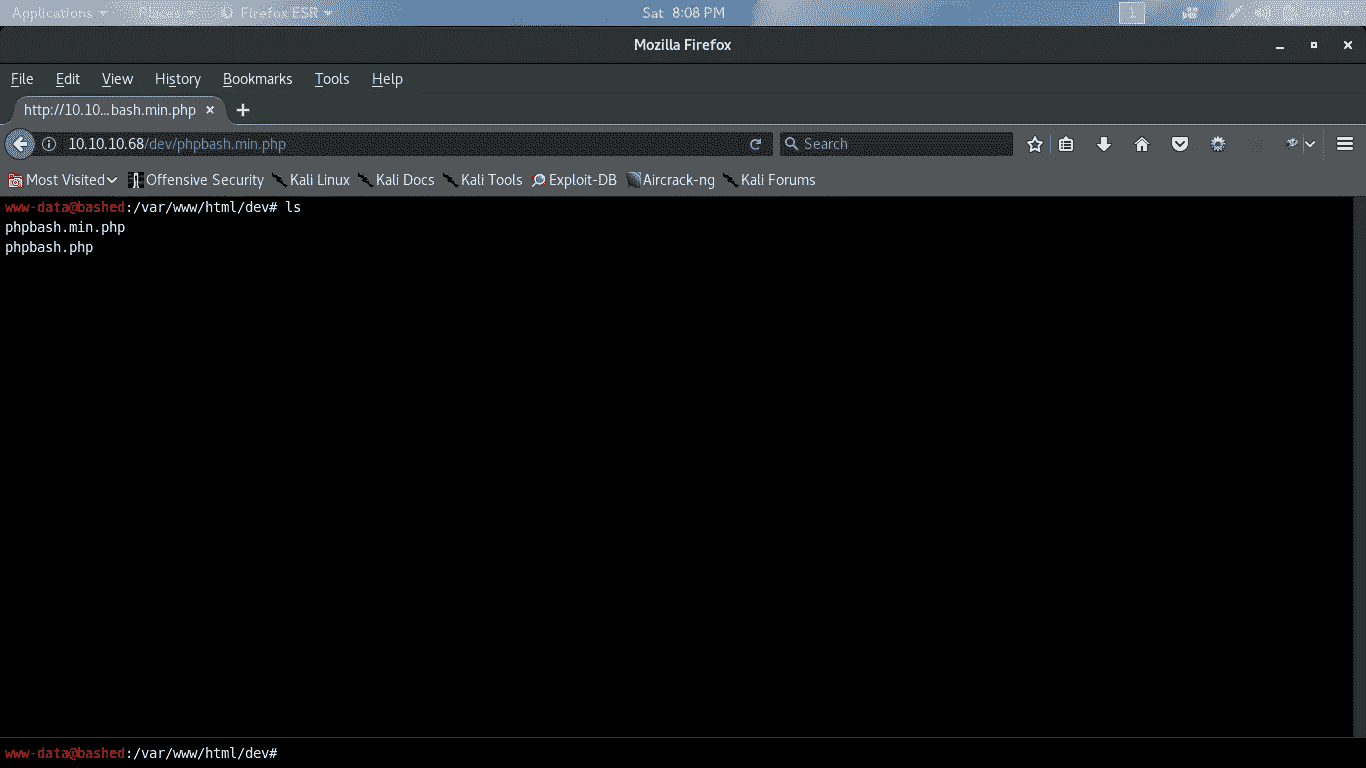 Applications Places Firefox ESR Sat 8:08 PM 1
Mozilla Firefox
File Edit View History Bookmarks Tools Help
http://10.10...bash.min.php
10.10.10.68/dev/phpbash.min.php Search
Most Visited Offensive Security Kali Linux Kali Docs Kali Tools Exploit-DB Aircrack-ng Kali Forums
www-data@bashed:/var/www/html/dev# ls
phpbash.min.php
phpbash.php
www-data@bashed:/var/www/html/dev#